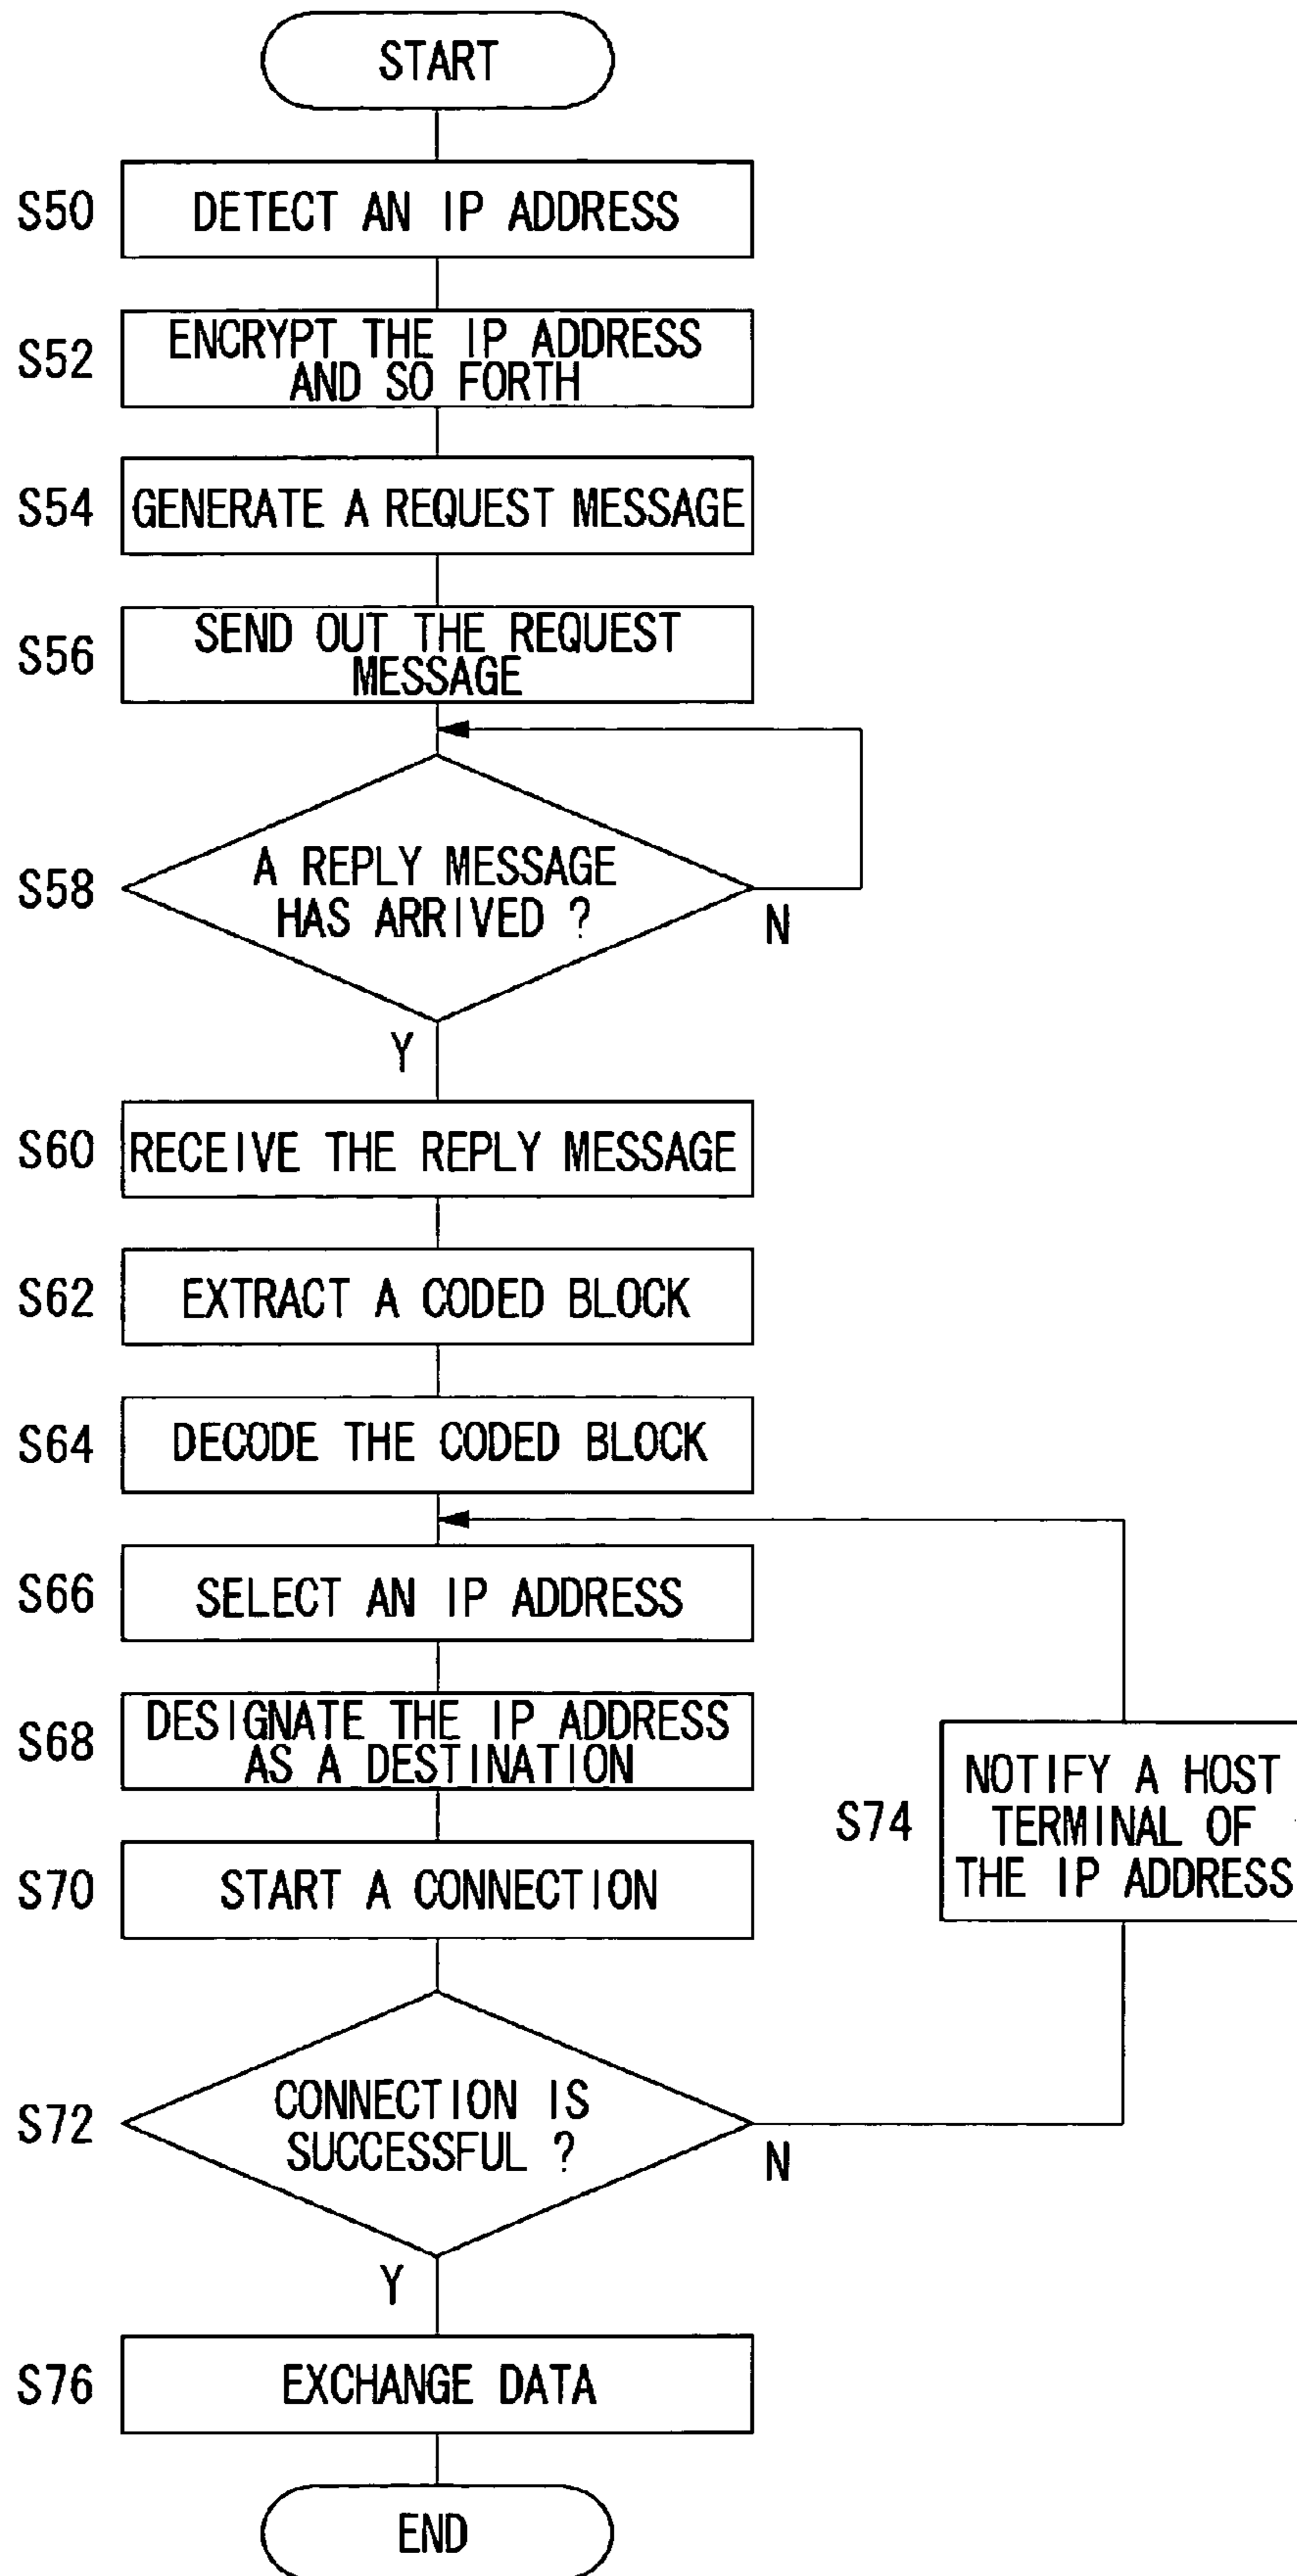 START
S50
DETECT AN IP ADDRESS
S52
ENCRYPT THE IP ADDRESS
AND SO FORTH
S54
GENERATE A REQUEST MESSAGE
S56
SEND OUT THE REQUEST
MESSAGE
S58
A REPLY MESSAGE
HAS ARRIVED ?
N
Y
S60
RECEIVE THE REPLY MESSAGE
S62
EXTRACT A CODED BLOCK
S64
DECODE THE CODED BLOCK
S66
SELECT AN IP ADDRESS
S68
DESIGNATE THE IP ADDRESS
AS A DESTINATION
S74
NOTIFY A HOST
TERMINAL OF
THE IP ADDRESS
S70
START A CONNECTION
S72
CONNECTION IS
SUCCESSFUL ?
N
Y
S76
EXCHANGE DATA
END